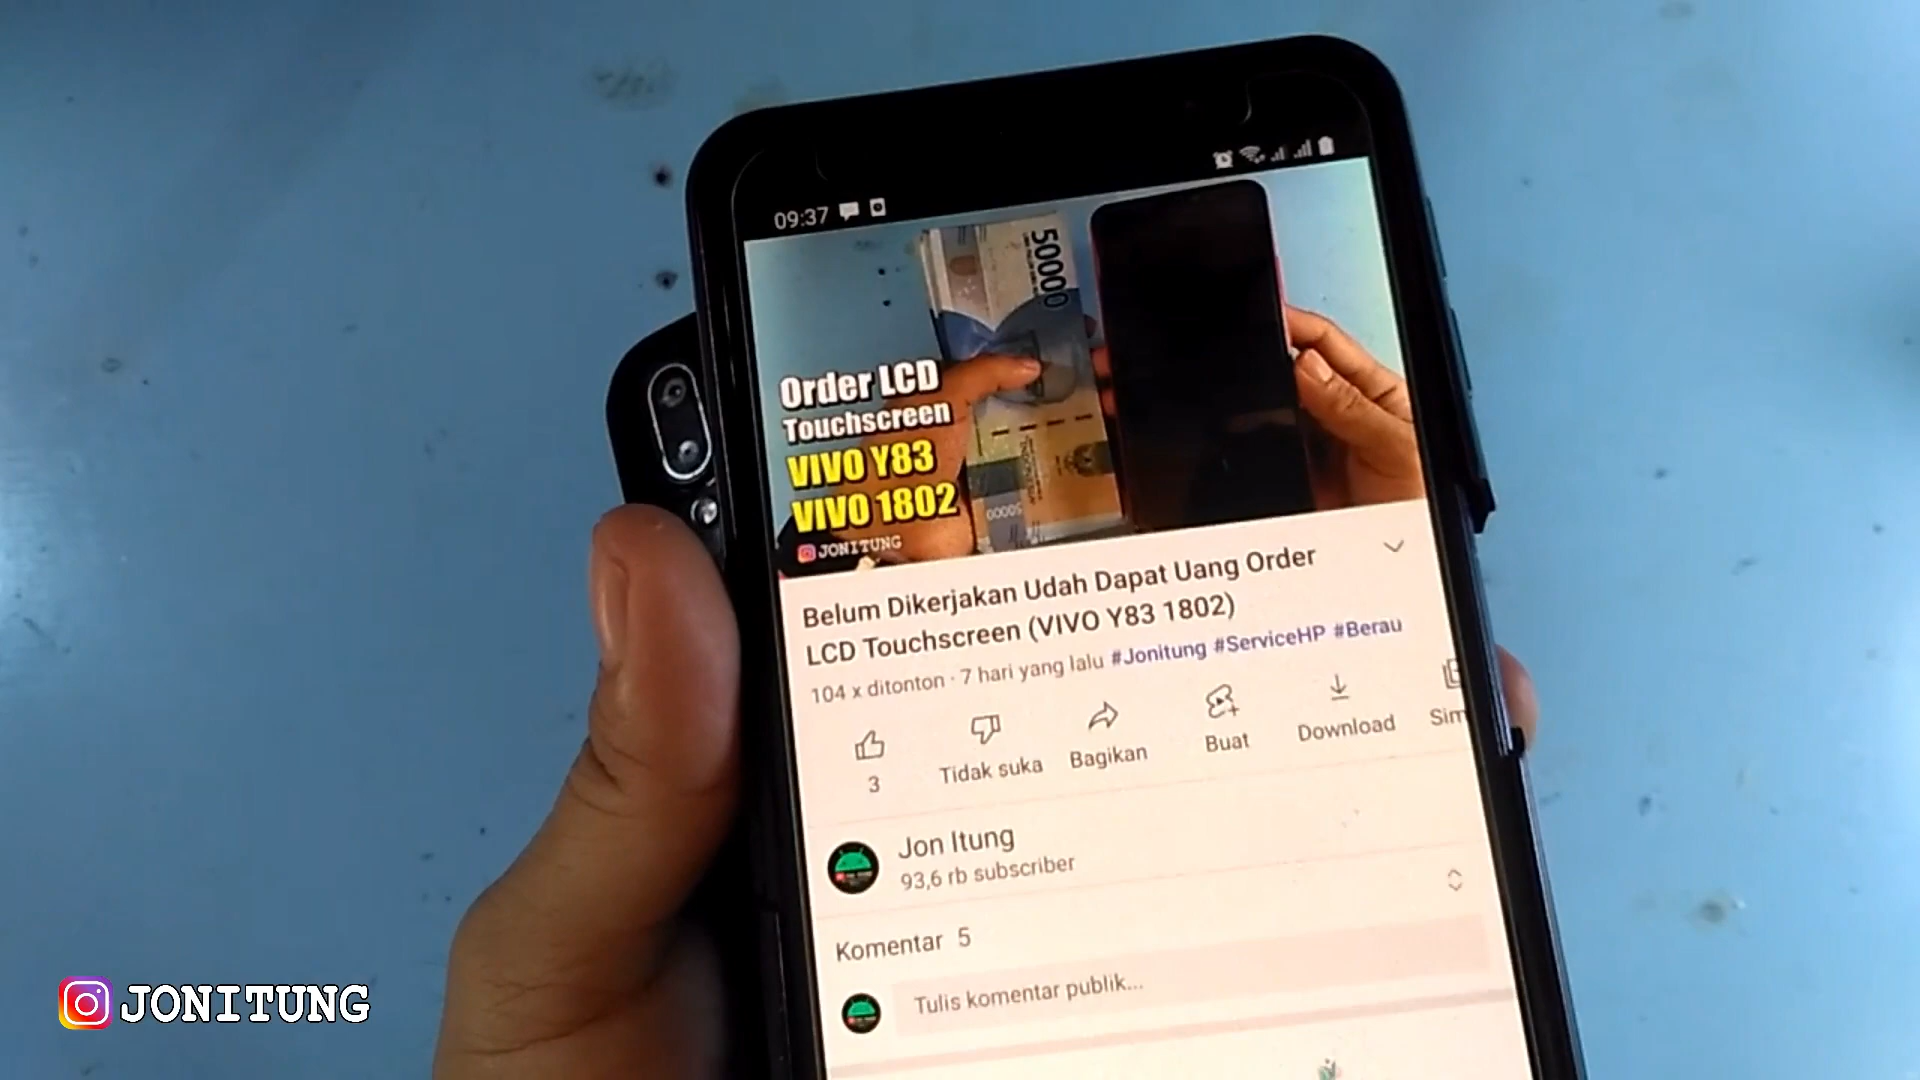 09:37
50000
Order LCD
Touchscreen
VIVO Y83
VIVO 1802
JONITUNG
Belum Dikerjakan Udah Dapat Uang Order
LCD Touchscreen (VIVO Y83 1802)
104 x ditonton · 7 hari yang lalu #Jonitung #ServiceHP #Berau
3
Tidak suka
Bagikan
Buat
Download
Sim
Jon Itung
93,6 rb subscriber
Komentar 5
Tulis komentar publik...
JONITUNG